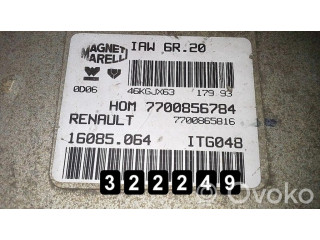 MAGNETI MARELLI IAW 6R.20
0D06 46KGJX63 179 93
HOM 7700856784
RENAULT 7700865816
16085.064 ITG048
322249
Ovoko